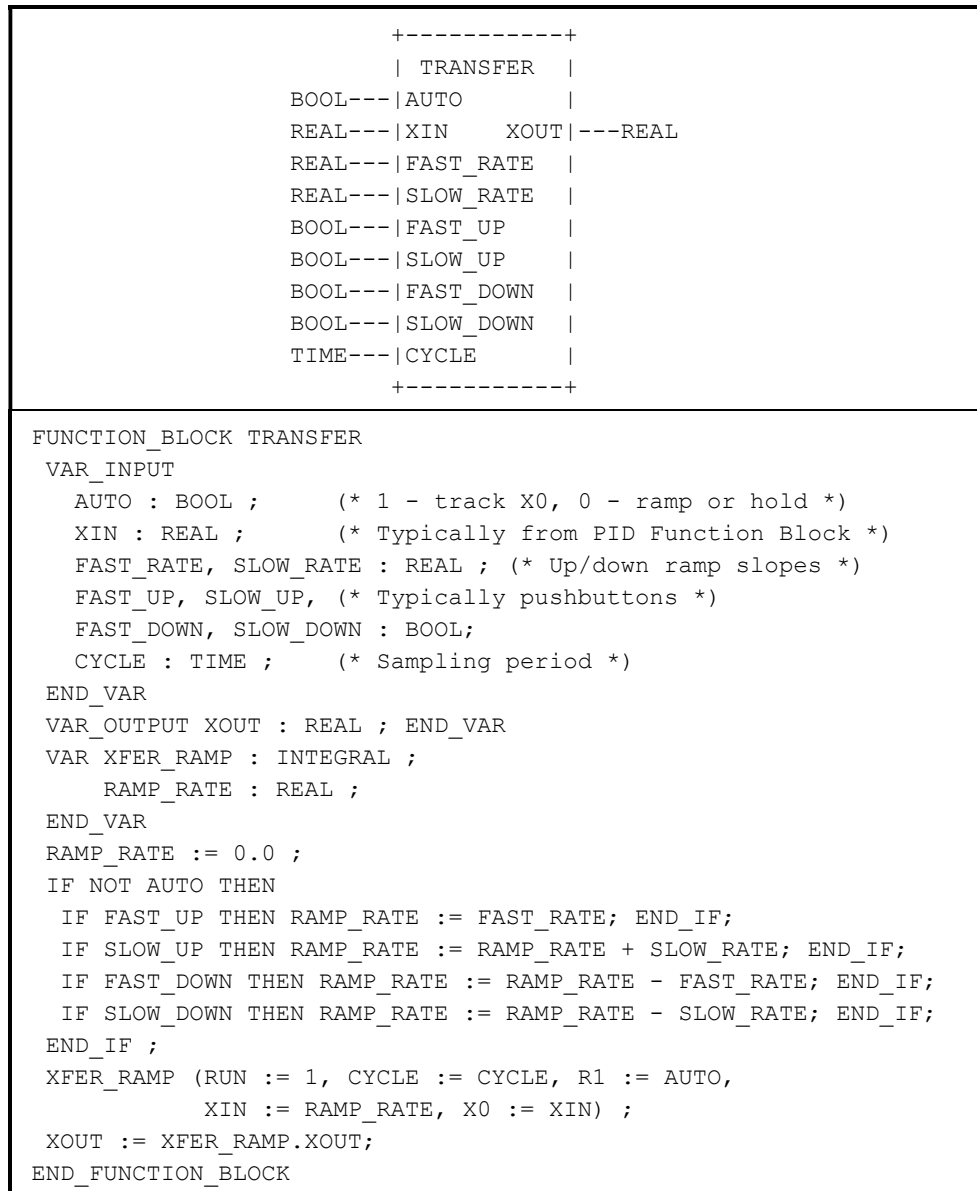 +-----------+
| TRANSFER |
BOOL---|AUTO |
REAL---|XIN XOUT|---REAL
REAL---|FAST_RATE |
REAL---|SLOW_RATE |
BOOL---|FAST_UP |
BOOL---|SLOW_UP |
BOOL---|FAST_DOWN |
BOOL---|SLOW_DOWN |
TIME---|CYCLE |
+-----------+
FUNCTION_BLOCK TRANSFER
VAR_INPUT
AUTO : BOOL ; (* 1 - track X0, 0 - ramp or hold *)
XIN : REAL ; (* Typically from PID Function Block *)
FAST_RATE, SLOW_RATE : REAL ; (* Up/down ramp slopes *)
FAST_UP, SLOW_UP, (* Typically pushbuttons *)
FAST_DOWN, SLOW_DOWN : BOOL;
CYCLE : TIME ; (* Sampling period *)
END_VAR
VAR_OUTPUT XOUT : REAL ; END_VAR
VAR XFER_RAMP : INTEGRAL ;
RAMP_RATE : REAL ;
END_VAR
RAMP_RATE := 0.0 ;
IF NOT AUTO THEN
IF FAST_UP THEN RAMP_RATE := FAST_RATE; END_IF;
IF SLOW_UP THEN RAMP_RATE := RAMP_RATE + SLOW_RATE; END_IF;
IF FAST_DOWN THEN RAMP_RATE := RAMP_RATE - FAST_RATE; END_IF;
IF SLOW_DOWN THEN RAMP_RATE := RAMP_RATE - SLOW_RATE; END_IF;
END_IF ;
XFER_RAMP (RUN := 1, CYCLE := CYCLE, R1 := AUTO,
XIN := RAMP_RATE, X0 := XIN) ;
XOUT := XFER_RAMP.XOUT;
END_FUNCTION_BLOCK